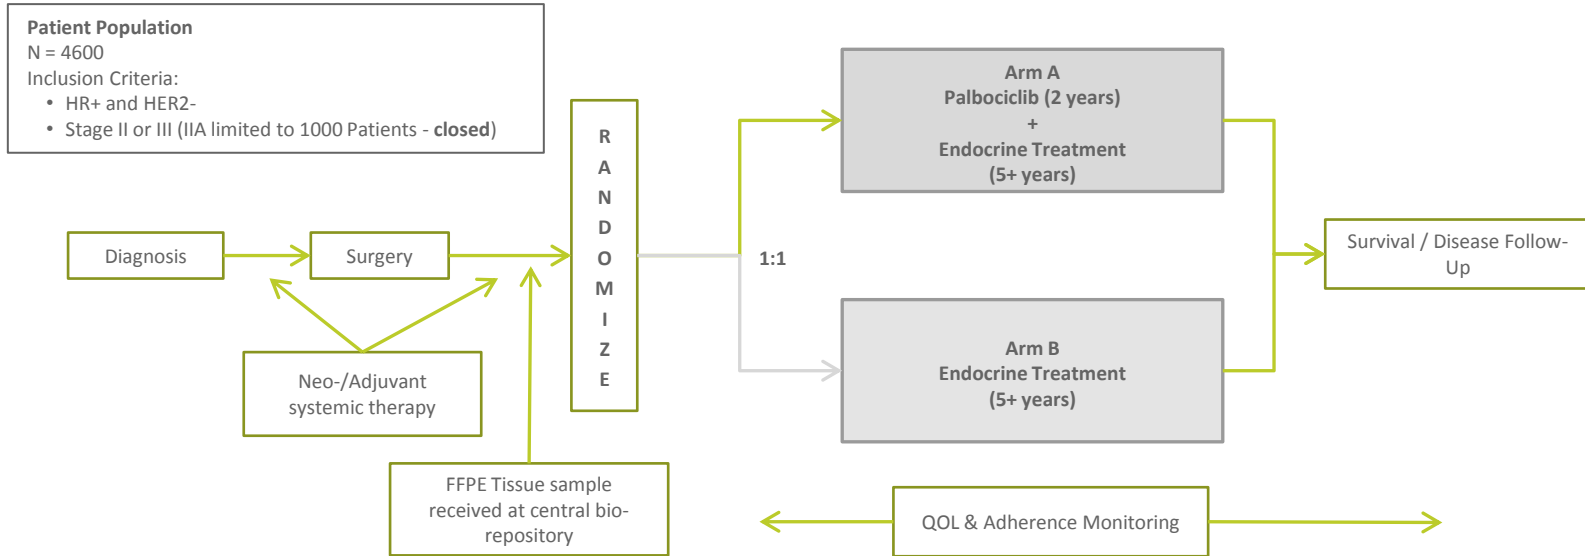 Patient Population
N = 4600
Inclusion Criteria:
• HR+ and HER2-
• Stage II or III (IIA limited to 1000 Patients - closed)
Diagnosis
Surgery
Neo-/Adjuvant
systemic therapy
FFPE Tissue sample
received at central bio-
repository
R
A
N
D
O
M
I
Z
E
1:1
Arm A
Palbociclib (2 years)
+
Endocrine Treatment
(5+ years)
Arm B
Endocrine Treatment
(5+ years)
Survival / Disease Follow-
Up
QOL & Adherence Monitoring